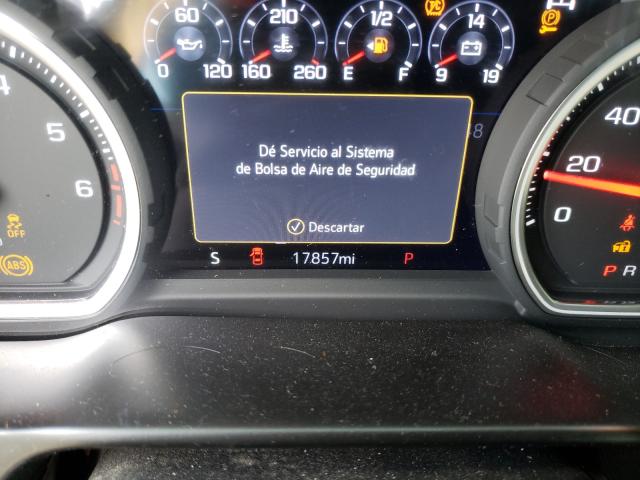 60 210 1/2 14
0 120 160 260 E F 9 19
4
5
6
40
20
0
Dé Servicio al Sistema
de Bolsa de Aire de Seguridad
Descartar
OFF
ABS
S 17857mi P
P R